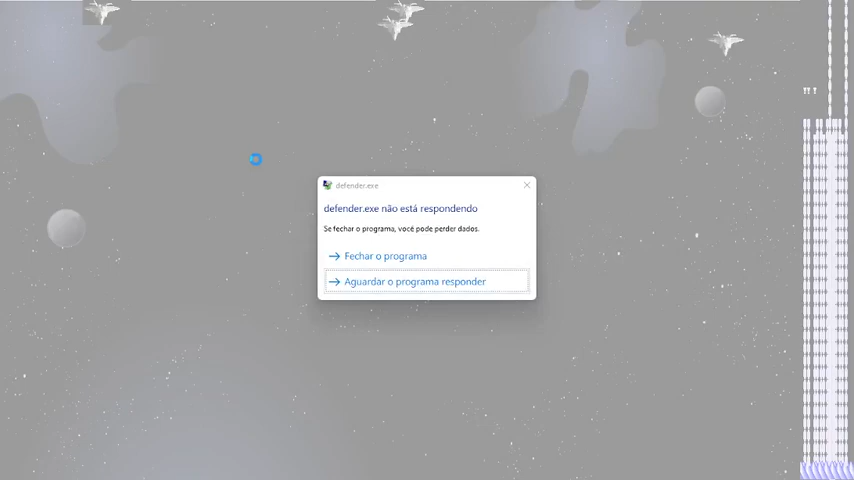 defender.exe
defender.exe não está respondendo
Se fechar o programa, você pode perder dados.
Fechar o programa
Aguardar o programa responder